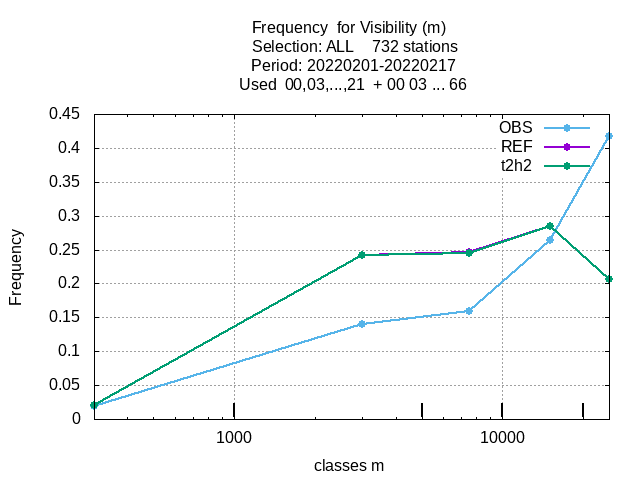 Frequency  for Visibility (m)
Selection: ALL    732 stations
Period: 20220201-20220217
Used  00,03,...,21  + 00 03 ... 66
0.45
0.4
0.35
0.3
0.25
0.2
0.15
0.1
0.05
0
Frequency
OBS
REF
t2h2
1000
10000
classes m